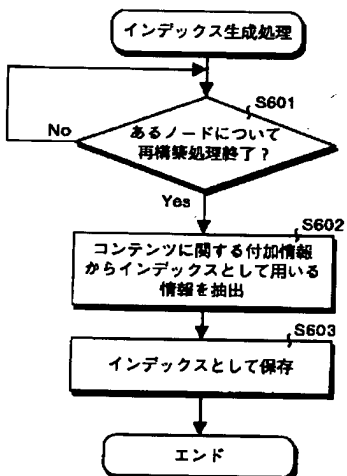 インデックス生成処理
S601
あるノードについて
再構築処理終了?
No
Yes
S602
コンテンツに関する付加情報
からインデックスとして用いる
情報を抽出
S603
インデックスとして保存
エンド